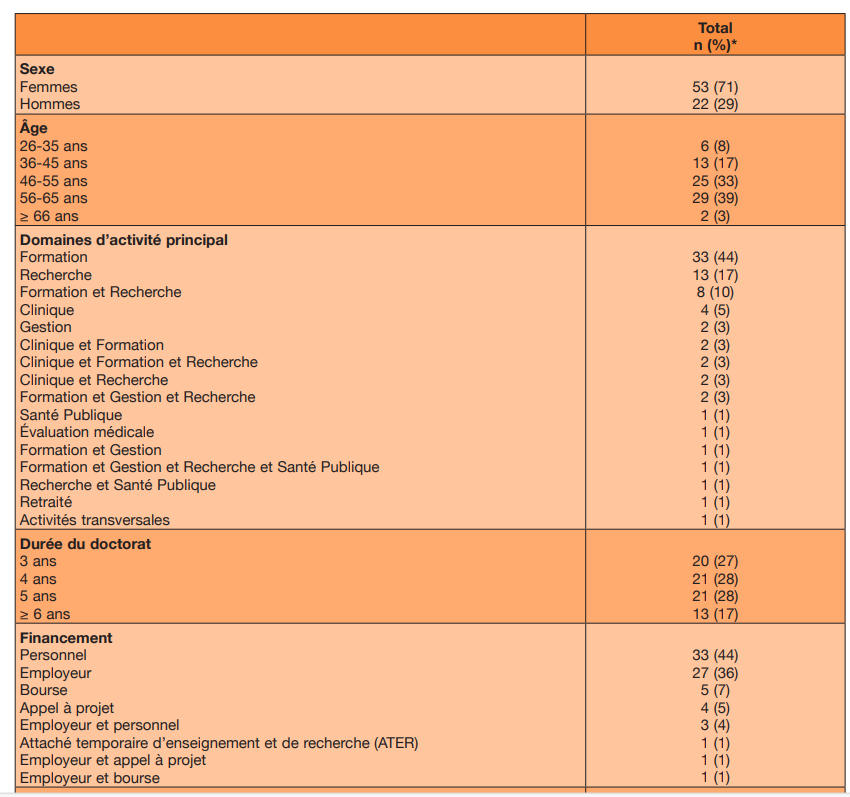 Total
n (%)*
Sexe
Femmes 53 (71)
Hommes 22 (29)
Âge
26-35 ans 6 (8)
36-45 ans 13 (17)
46-55 ans 25 (33)
56-65 ans 29 (39)
≥ 66 ans 2 (3)
Domaines d’activité principal
Formation 33 (44)
Recherche 13 (17)
Formation et Recherche 8 (10)
Clinique 4 (5)
Gestion 2 (3)
Clinique et Formation 2 (3)
Clinique et Formation et Recherche 2 (3)
Clinique et Recherche 2 (3)
Formation et Gestion et Recherche 2 (3)
Santé Publique 1 (1)
Évaluation médicale 1 (1)
Formation et Gestion 1 (1)
Formation et Gestion et Recherche et Santé Publique 1 (1)
Recherche et Santé Publique 1 (1)
Retraité 1 (1)
Activités transversales 1 (1)
Durée du doctorat
3 ans 20 (27)
4 ans 21 (28)
5 ans 21 (28)
≥ 6 ans 13 (17)
Financement
Personnel 33 (44)
Employeur 27 (36)
Bourse 5 (7)
Appel à projet 4 (5)
Employeur et personnel 3 (4)
Attaché temporaire d’enseignement et de recherche (ATER) 1 (1)
Employeur et appel à projet 1 (1)
Employeur et bourse 1 (1)